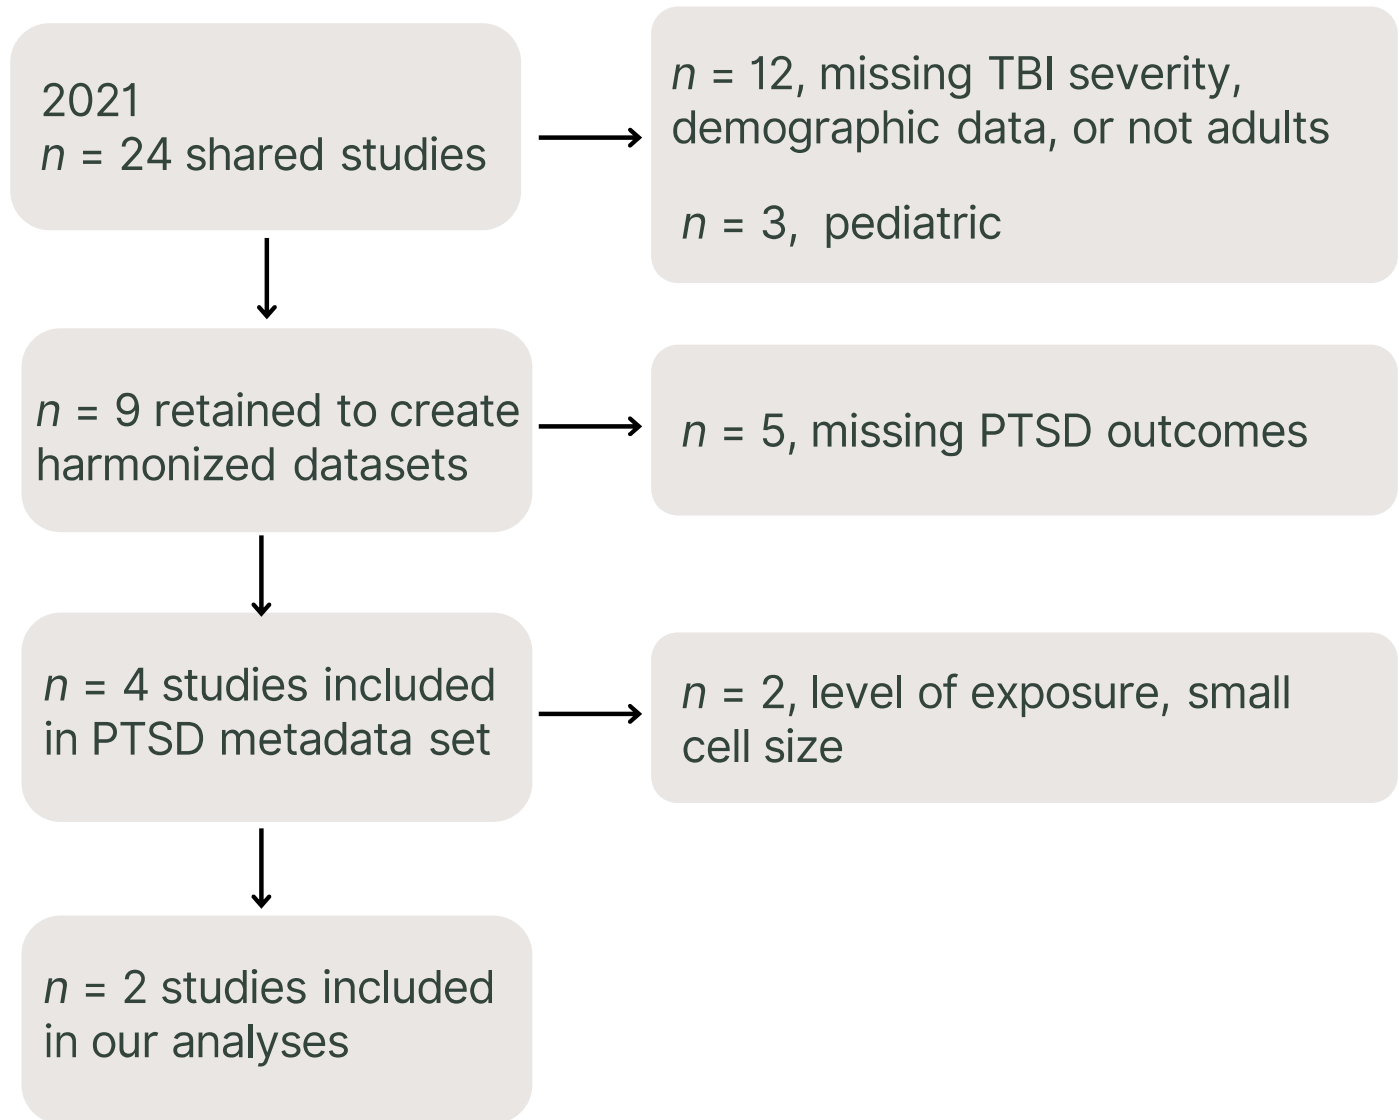 2021
n = 24 shared studies
n = 12, missing TBI severity,
demographic data, or not adults
n = 3, pediatric
n = 9 retained to create
harmonized datasets
n = 5, missing PTSD outcomes
n = 4 studies included
in PTSD metadata set
n = 2, level of exposure, small
cell size
n = 2 studies included
in our analyses